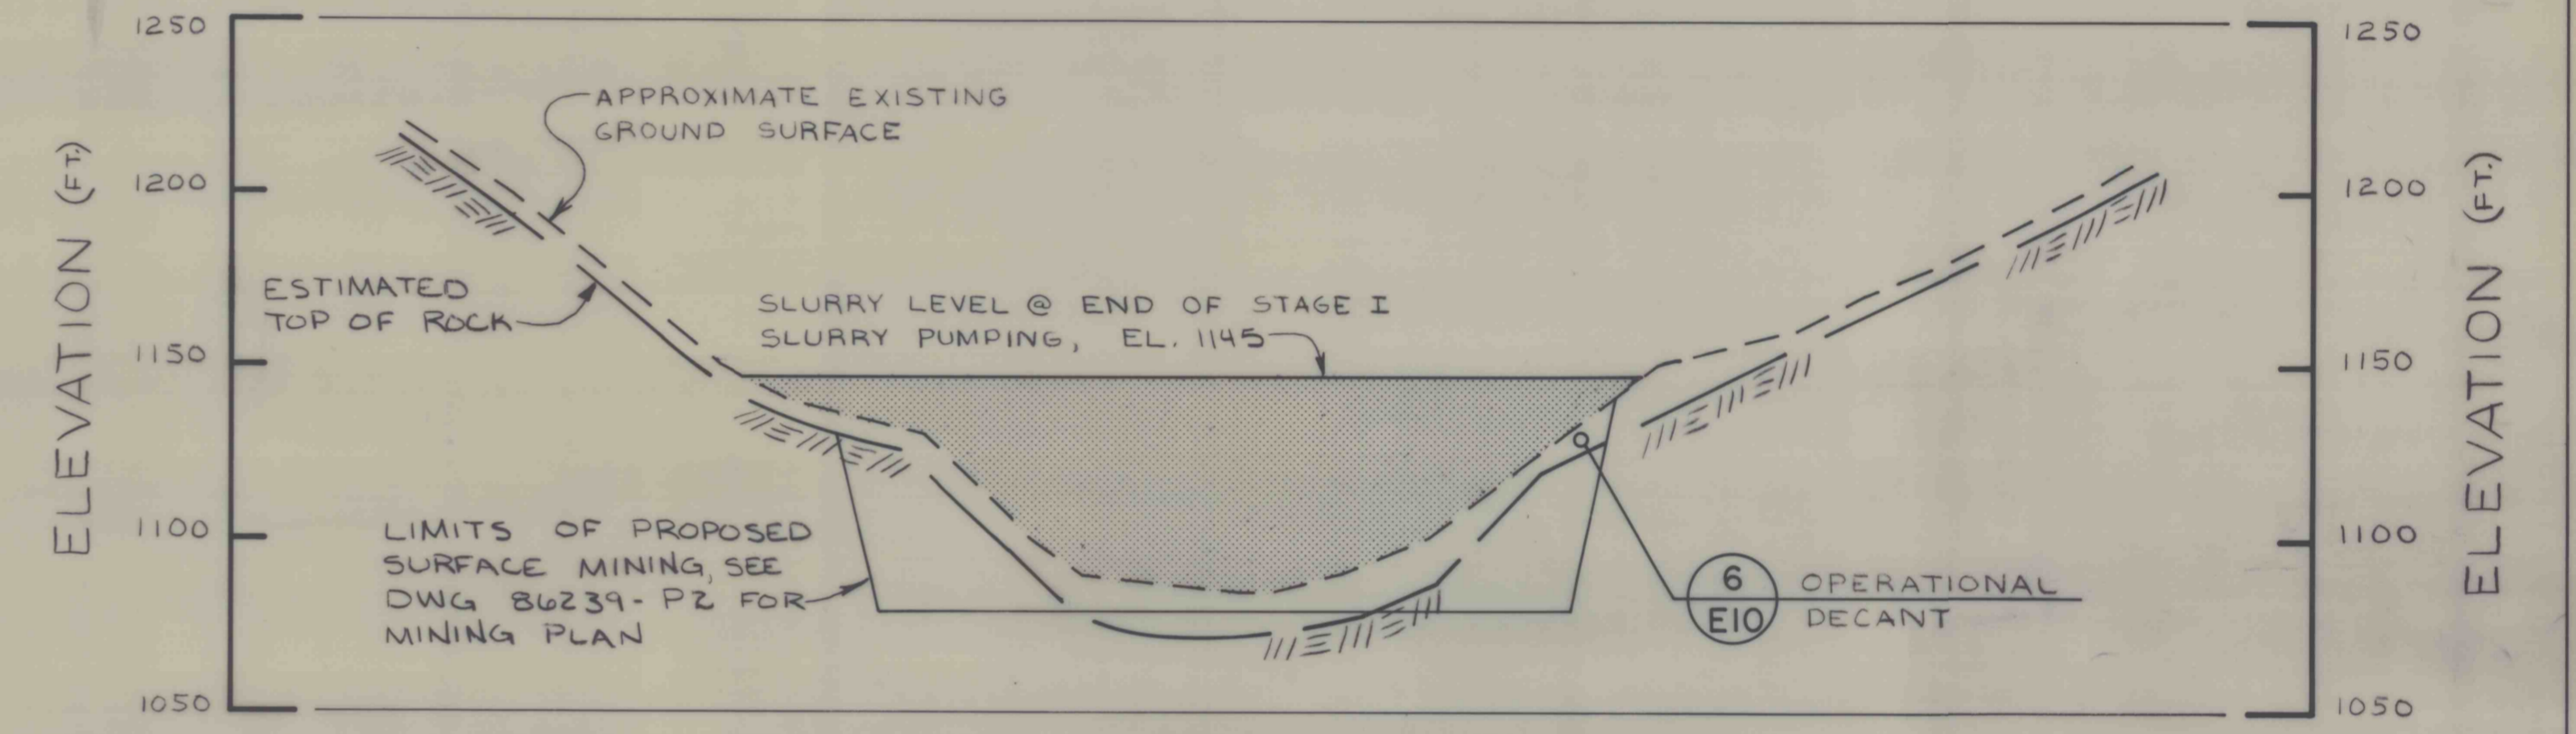 1250
1200
1150
1100
1050
ELEVATION (FT.)
APPROXIMATE EXISTING
GROUND SURFACE
ESTIMATED
TOP OF ROCK
SLURRY LEVEL @ END OF STAGE I
SLURRY PUMPING, EL. 1145
LIMITS OF PROPOSED
SURFACE MINING, SEE
DWG 86239-P2 FOR
MINING PLAN
6
E10
OPERATIONAL
DECANT
1250
1200
1150
1100
1050
ELEVATION (FT.)